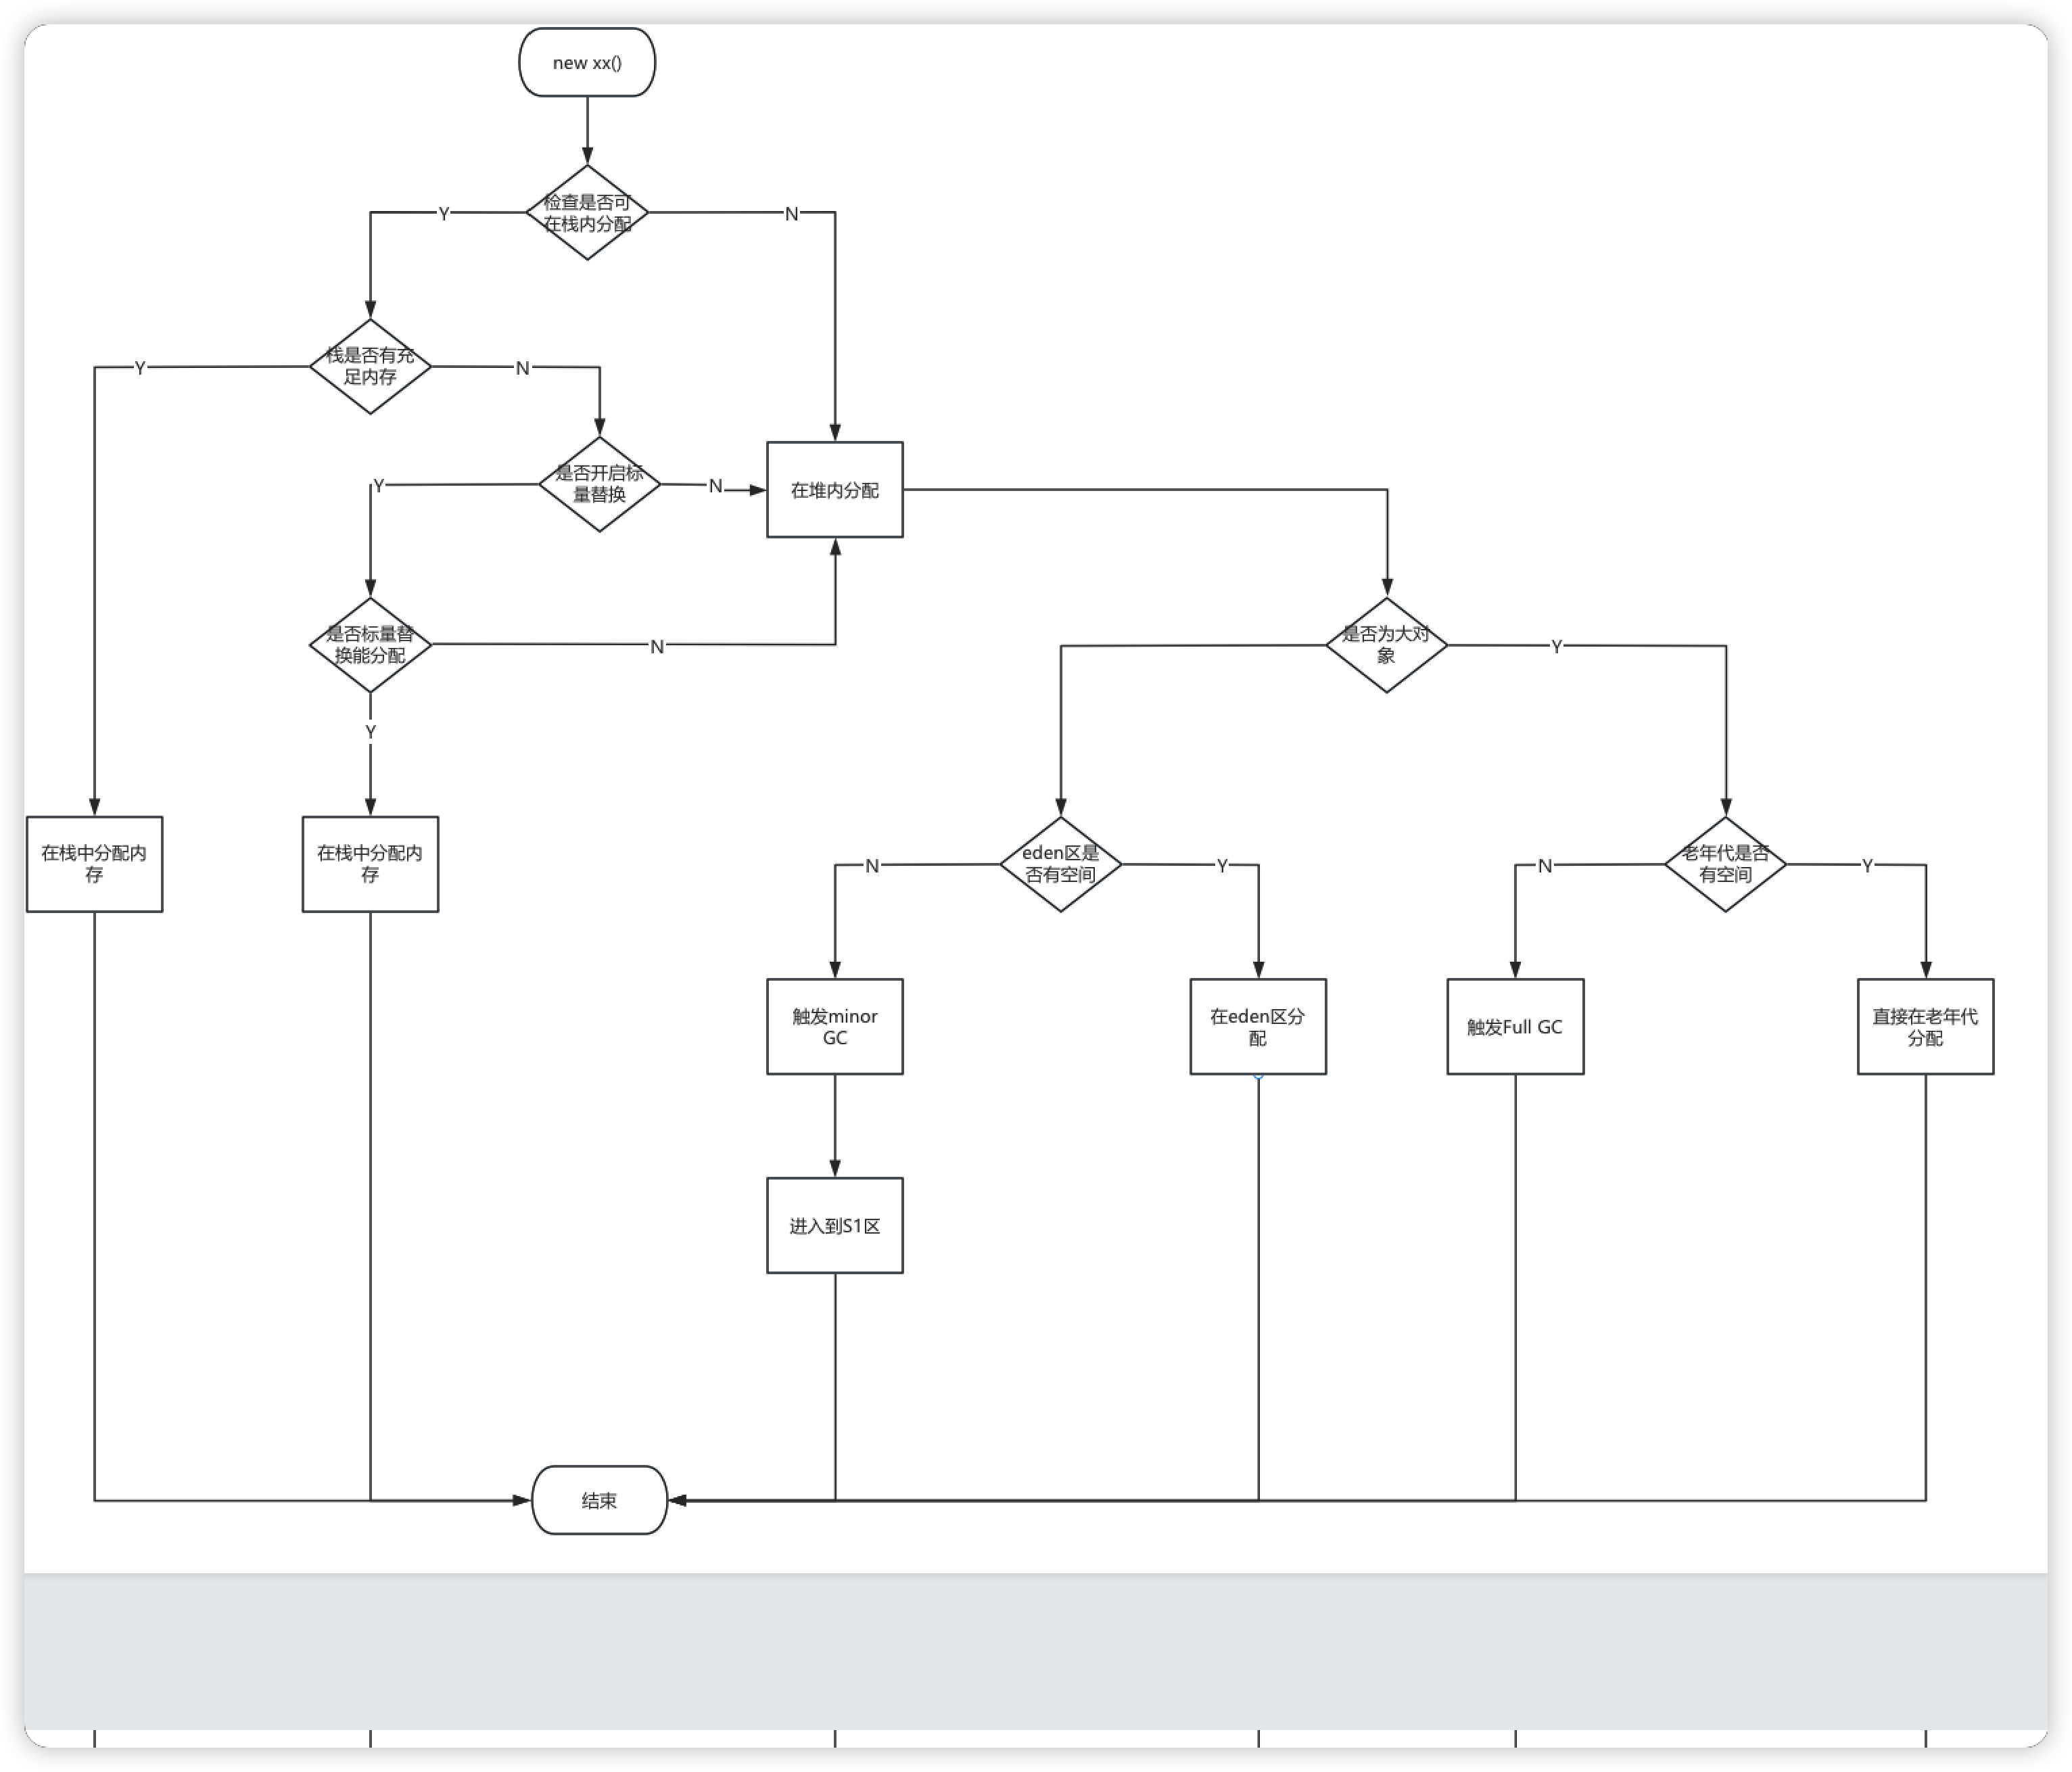 new xx()
检查是否可
在栈内分配
Y
N
栈是否有充
足内存
Y
N
是否开启标
量替换
Y
N
在堆内分配
是否标量替
换能分配
N
Y
是否为大对
象
Y
在栈中分配内
存
在栈中分配内
存
eden区是
否有空间
N
Y
老年代是否
有空间
N
Y
触发minor
GC
在eden区分
配
触发Full GC
直接在老年代
分配
进入到S1区
结束